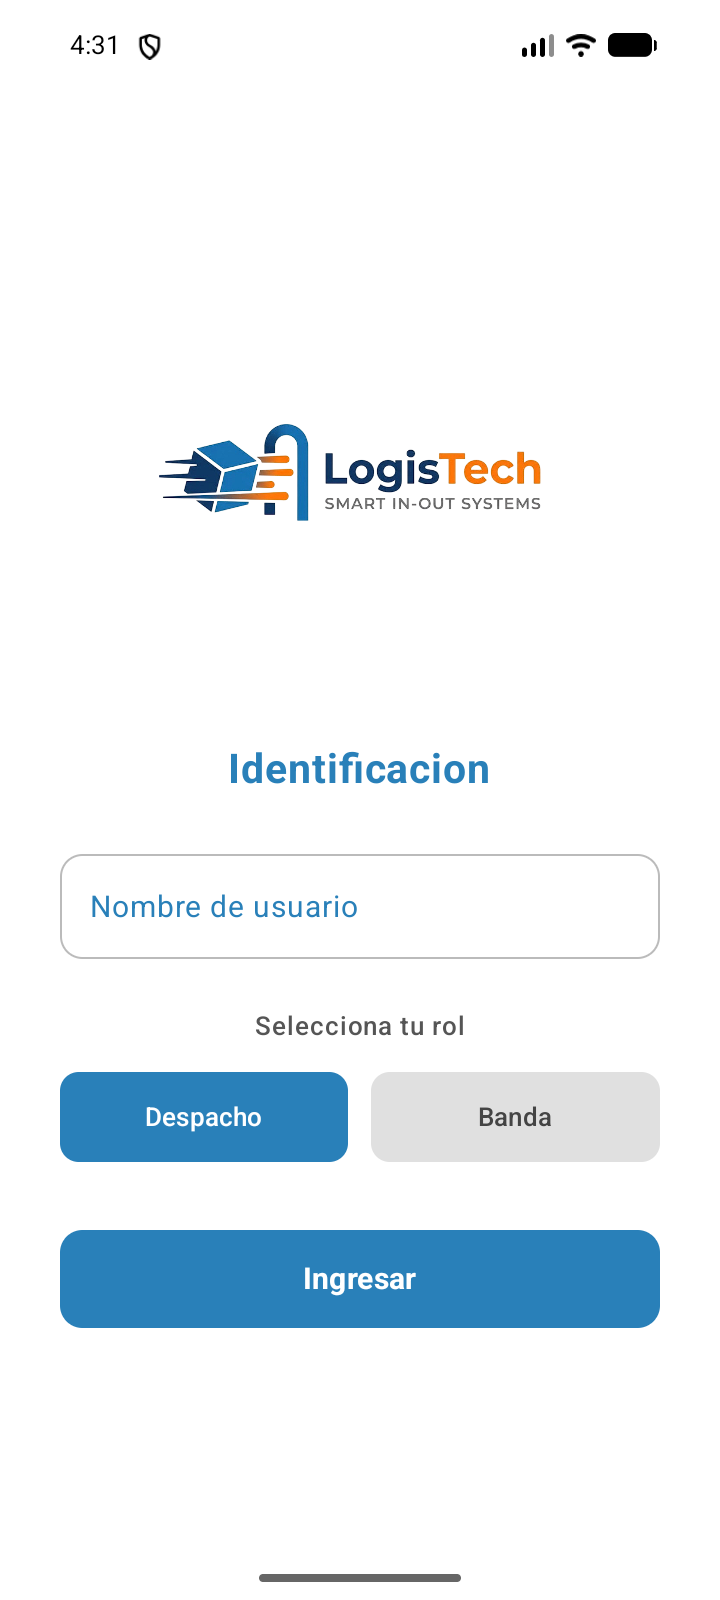 4:31
LogisTech
SMART IN-OUT SYSTEMS
Identificacion
Nombre de usuario
Selecciona tu rol
Despacho
Banda
Ingresar